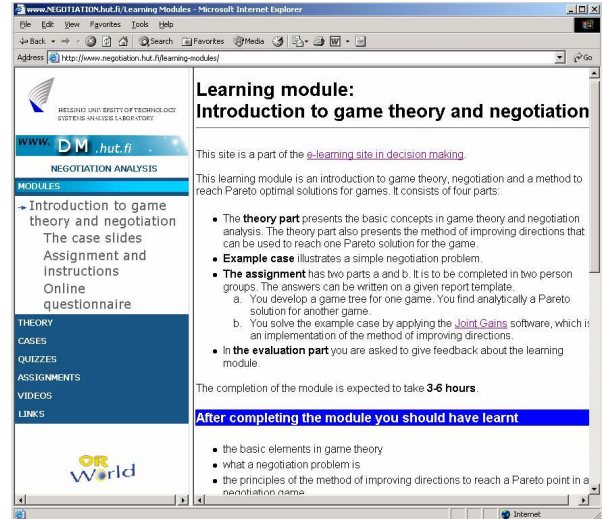 www.NEGOTIATION.hut.fi/Learning Modules - Microsoft Internet Explorer
File Edit View Favorites Tools Help
Back Search Favorites Media
Address http://www.negotiation.hut.fi/learning-modules/ Go
HELSINKI UNIVERSITY OF TECHNOLOGY
SYSTEMS ANALYSIS LABORATORY
www. DM .hut.fi
NEGOTIATION ANALYSIS
MODULES
Introduction to game
theory and negotiation
The case slides
Assignment and
instructions
Online
questionnaire
THEORY
CASES
QUIZZES
ASSIGNMENTS
VIDEOS
LINKS
OR
World
Learning module:
Introduction to game theory and negotiation
This site is a part of the e-learning site in decision making.
This learning module is an introduction to game theory, negotiation and a method to
reach Pareto optimal solutions for games. It consists of four parts:
• The theory part presents the basic concepts in game theory and negotiation
analysis. The theory part also presents the method of improving directions that
can be used to reach one Pareto solution for the game.
• Example case illustrates a simple negotiation problem.
• The assignment has two parts a and b. It is to be completed in two person
groups. The answers can be written on a given report template.
a. You develop a game tree for one game. You find analytically a Pareto
solution for another game.
b. You solve the example case by applying the Joint Gains software, which is
an implementation of the method of improving directions.
• In the evaluation part you are asked to give feedback about the learning
module.
The completion of the module is expected to take 3-6 hours.
After completing the module you should have learnt
• the basic elements in game theory
• what a negotiation problem is
• the principles of the method of improving directions to reach a Pareto point in a
negotiation game
Internet